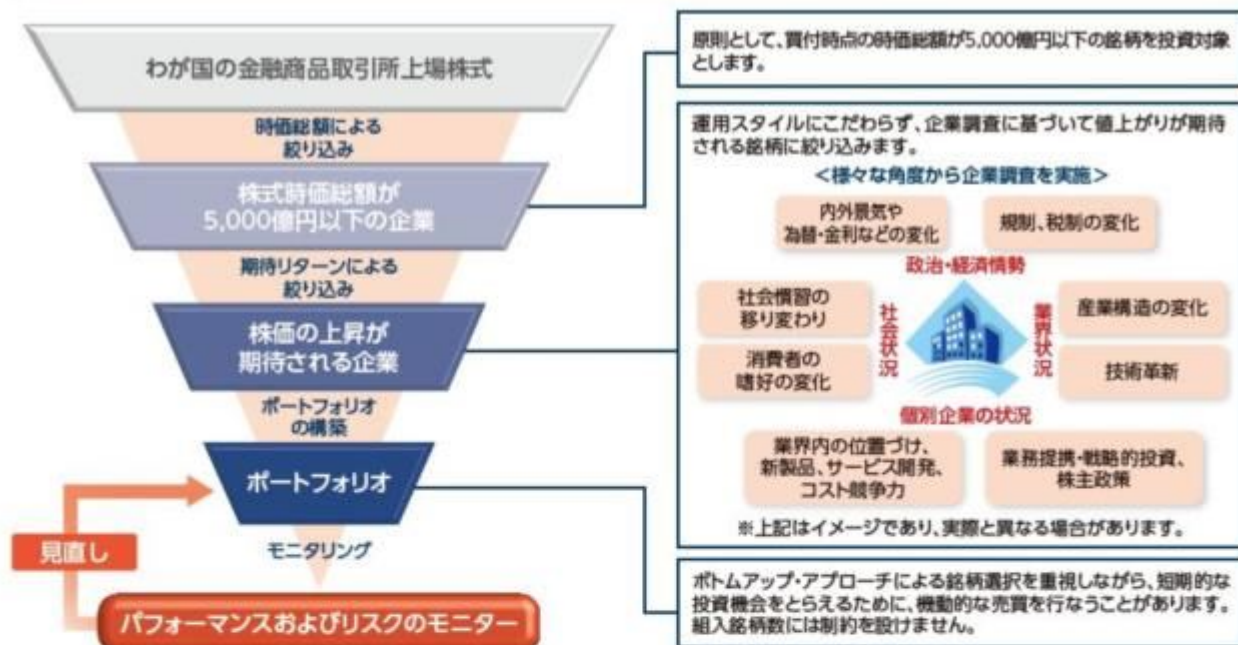 わが国の金融商品取引所上場株式
時価総額による
絞り込み
株式時価総額が
5,000億円以下の企業
期待リターンによる
絞り込み
株価の上昇が
期待される企業
ポートフォリオ
の構築
ポートフォリオ
見直し
モニタリング
パフォーマンスおよびリスクのモニター
原則として、買付時点の時価総額が5,000億円以下の銘柄を投資対象
とします。
運用スタイルにこだわらず、企業調査に基づいて値上がりが期待
される銘柄に絞り込みます。
<様々な角度から企業調査を実施>
内外景気や
為替・金利などの変化
規制、税制の変化
政治・経済情勢
社会慣習の
移り変わり
消費者の
嗜好の変化
社会状況
業界状況
産業構造の変化
技術革新
個別企業の状況
業界内の位置づけ、
新製品、サービス開発、
コスト競争力
業務提携・戦略的投資、
株主政策
※上記はイメージであり、実際と異なる場合があります。
ボトムアップ・アプローチによる銘柄選択を重視しながら、短期的な
投資機会をとらえるために、機動的な売買を行なうことがあります。
組入銘柄数には制約を設けません。